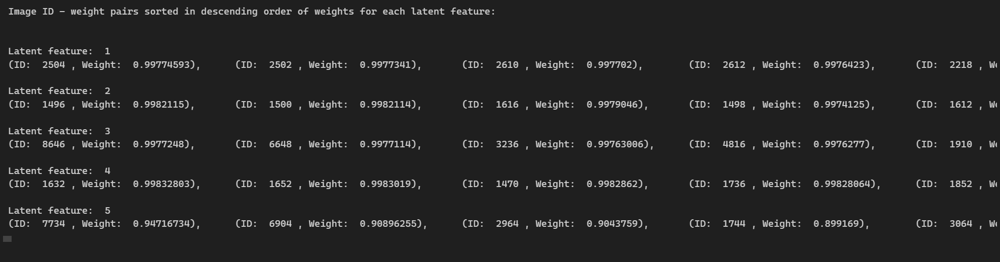 Image ID – weight pairs sorted in descending order of weights for each latent feature:
Latent feature:  1
(ID:  2504 , Weight:  0.99774593),      (ID:  2502 , Weight:  0.9977341),       (ID:  2610 , Weight:  0.997702),        (ID:  2612 , Weight:  0.9976423),       (ID:  2218 ,
Latent feature:  2
(ID:  1496 , Weight:  0.9982115),       (ID:  1500 , Weight:  0.9982114),       (ID:  1616 , Weight:  0.9979046),       (ID:  1498 , Weight:  0.9974125),       (ID:  1612 ,
Latent feature:  3
(ID:  8646 , Weight:  0.9977248),       (ID:  6648 , Weight:  0.9977114),       (ID:  3236 , Weight:  0.99763006),      (ID:  4816 , Weight:  0.9976277),       (ID:  1910 ,
Latent feature:  4
(ID:  1632 , Weight:  0.99832803),      (ID:  1652 , Weight:  0.9983019),       (ID:  1470 , Weight:  0.9982862),       (ID:  1736 , Weight:  0.99828064),      (ID:  1852 ,
Latent feature:  5
(ID:  7734 , Weight:  0.94716734),      (ID:  6904 , Weight:  0.90896255),      (ID:  2964 , Weight:  0.9043759),       (ID:  1744 , Weight:  0.899169),        (ID:  3064 ,